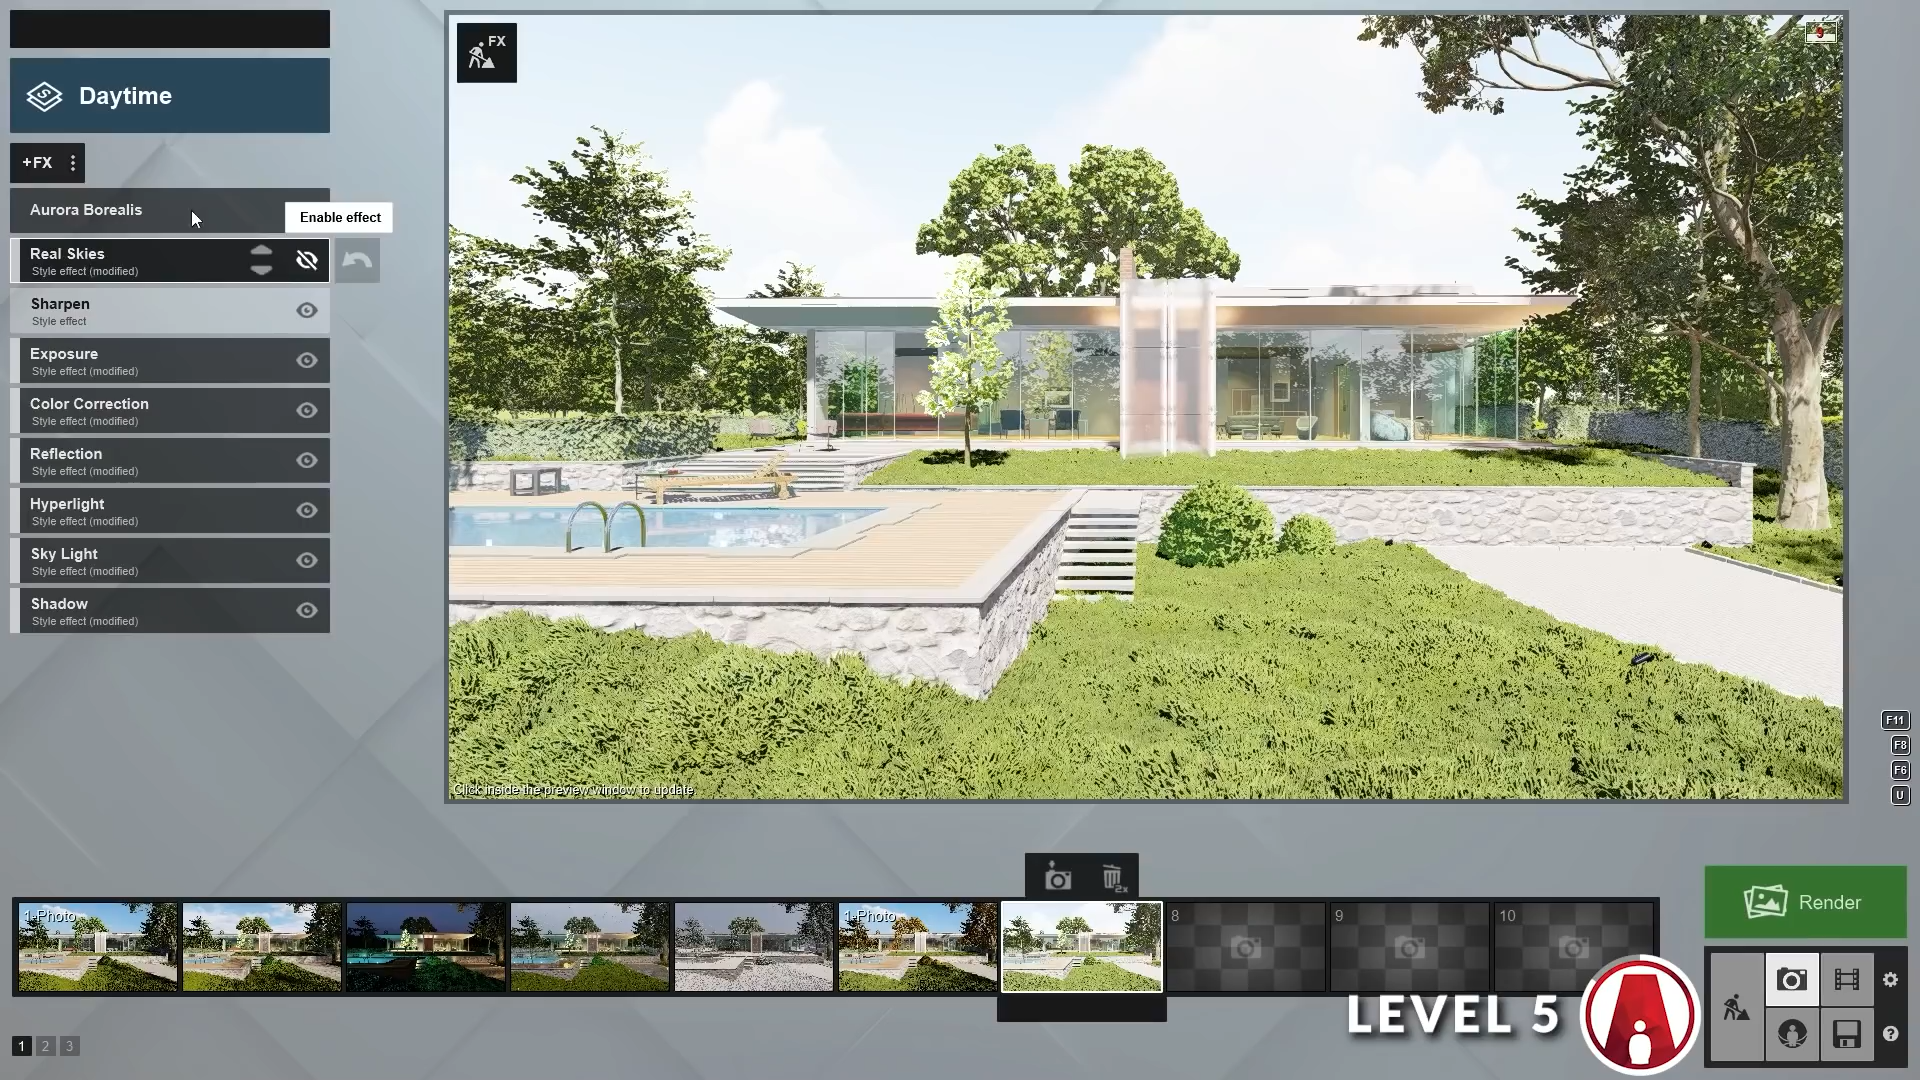 Daytime
+FX
Aurora Borealis
Enable effect
Real Skies
Style effect (modified)
Sharpen
Style effect
Exposure
Style effect (modified)
Color Correction
Style effect (modified)
Reflection
Style effect (modified)
Hyperlight
Style effect (modified)
Sky Light
Style effect (modified)
Shadow
Style effect (modified)
FX
9
Click inside the preview window to update
F11
F8
F6
U
2x
1-Photo
1-Photo
8
9
10
Render
LEVEL 5
?
1 2 3